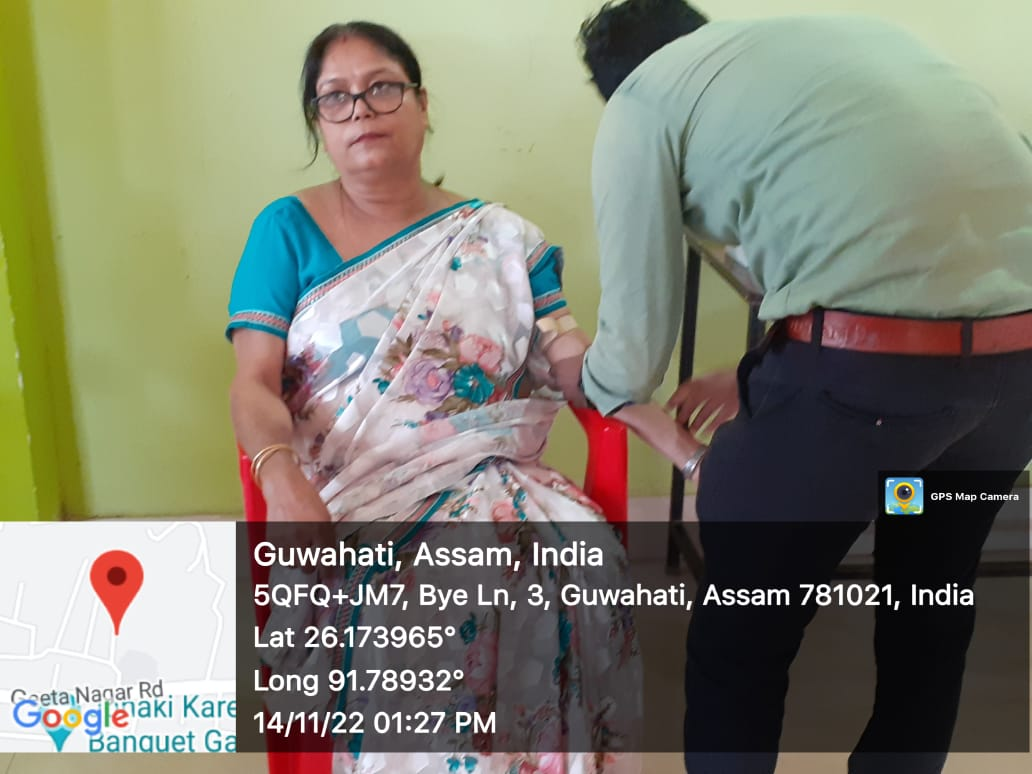 GPS Map Camera
Guwahati, Assam, India
5QFQ+JM7, Bye Ln, 3, Guwahati, Assam 781021, India
Lat 26.173965°
Long 91.78932°
14/11/22 01:27 PM
Geeta Nagar Rd
Google
Banquet